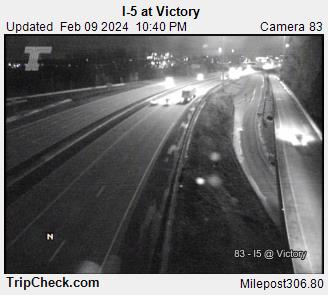 I-5 at Victory
Updated Feb 09 2024 10:40 PM Camera 83
T
N
83 - I5 @ Victory
TripCheck.com Milepost306.80